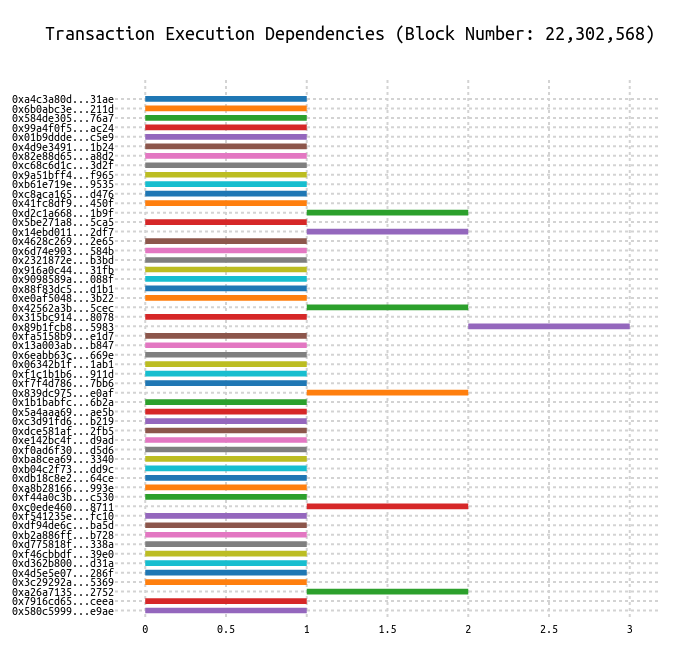 Transaction Execution Dependencies (Block Number: 22,302,568)
0xa4c3a80d...31ae
0x6b0abc3e...211d
0x584de305...76a7
0x99a4f0f5...ac24
0x01b9ddde...c5e9
0x4d9e3491...1b24
0x82e88d65...a8d2
0xc68c6d1c...3d2f
0x9a51bff4...f965
0xb61e719e...9535
0xc8aca165...d476
0x41fc8df9...450f
0xd2c1a668...1b9f
0x5be271a8...5ca5
0x14ebd011...2df7
0x4628c269...2e65
0x6d74e903...584b
0x2321872e...b3bd
0x916a0c44...31fb
0x9098589a...088f
0x88f83dc5...d1b1
0xe0af5048...3b22
0x42562a3b...5cec
0x315bc914...8078
0x89b1fcb8...5983
0xfa5158b9...e1d7
0x13a003ab...b847
0x6eabb63c...669e
0x06342b1f...1ab1
0xf1c1b1b6...911d
0xf7f4d786...7bb6
0x839dc975...e0af
0x1b1babfc...6b2a
0x5a4aaa69...ae5b
0xc3d91fd6...b219
0xdce581af...2fb5
0xe142bc4f...d9ad
0xf0ad6f30...d5d6
0xba8cea69...3340
0xb04c2f73...dd9c
0xdb18c8e2...64ce
0xa8b28166...993e
0xf44a0c3b...c530
0xc0ede460...8711
0xf541235e...fc10
0xdf94de6c...ba5d
0xb2a886ff...b728
0xd775818f...338a
0xf46cbbdf...39e0
0xd362b800...d31a
0x4d5e5e07...286f
0x3c29292a...5369
0xa26a7135...2752
0x7916cd65...ceea
0x580c5999...e9ae
0 0.5 1 1.5 2 2.5 3